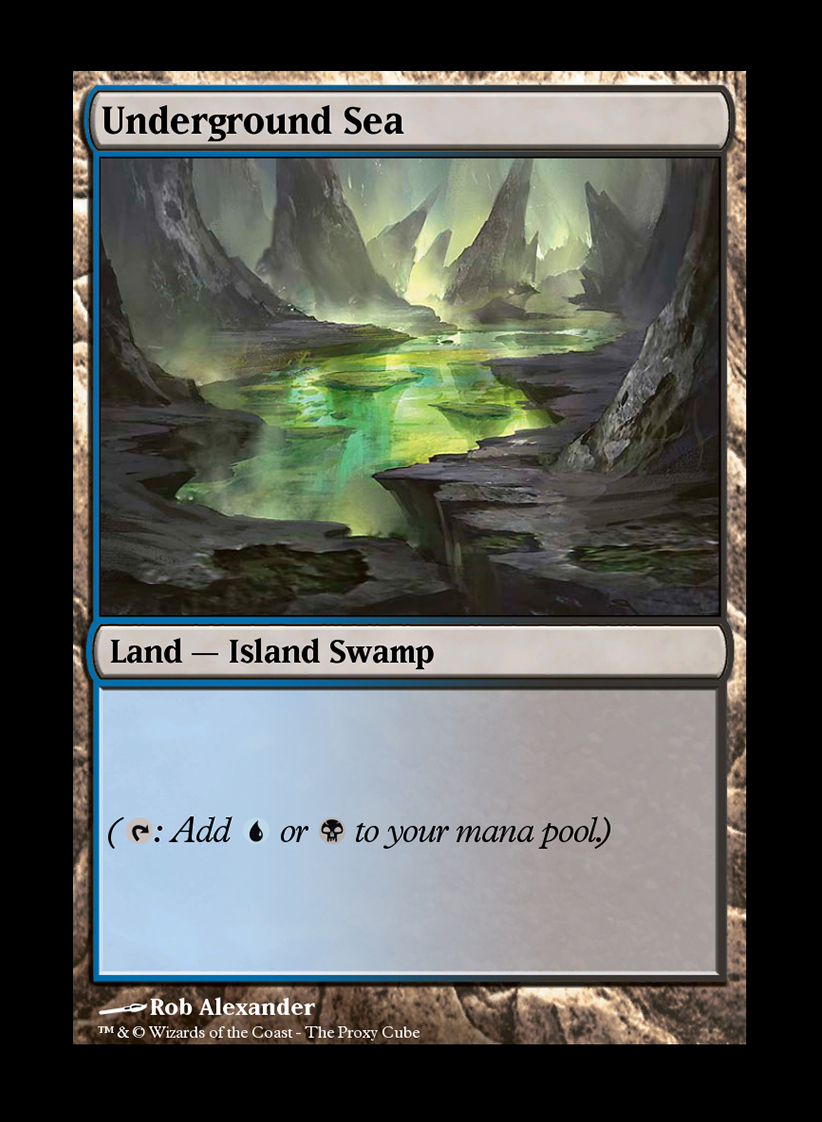 Underground Sea
Land — Island Swamp
( : Add or to your mana pool.)
Rob Alexander
™ & © Wizards of the Coast - The Proxy Cube